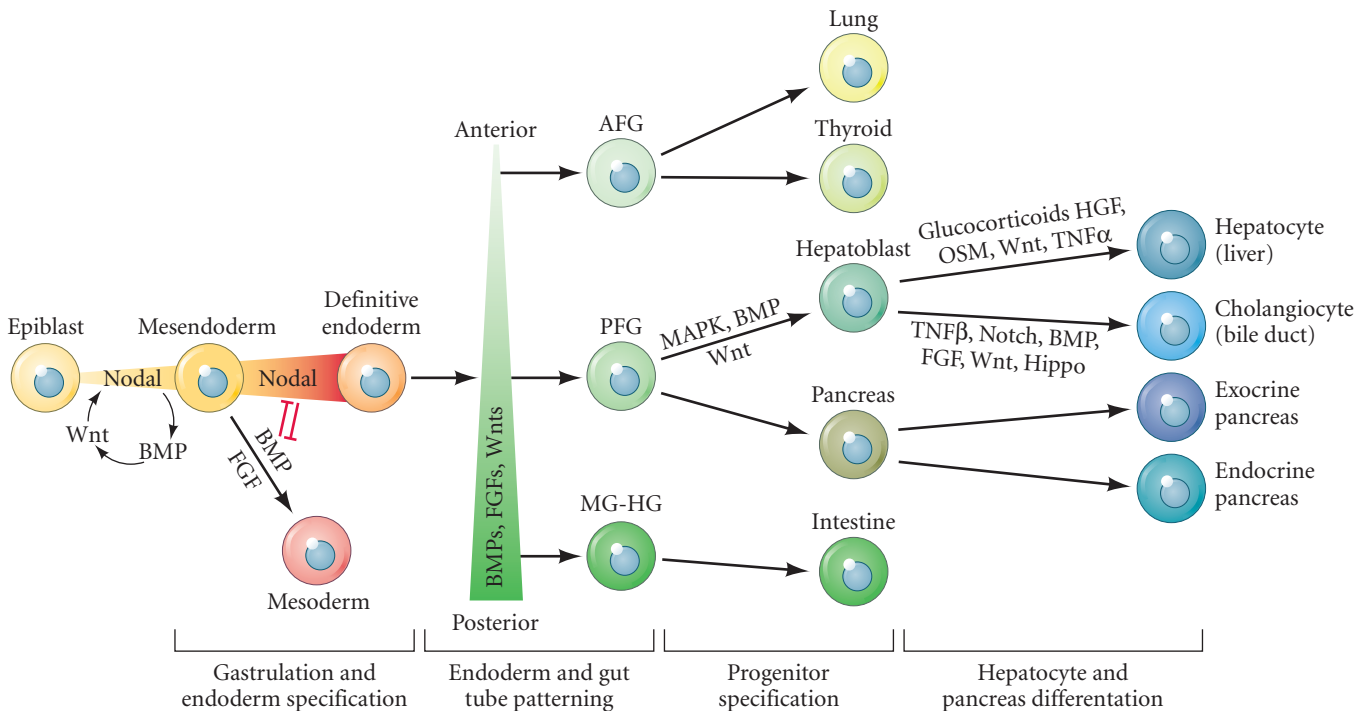 Lung
Anterior
AFG
Thyroid
Glucocorticoids HGF,
OSM, Wnt, TNFα
Hepatocyte
(liver)
Hepatoblast
Definitive
endoderm
Epiblast
Mesendoderm
PFG
MAPK, BMP
Wnt
TNFβ, Notch, BMP,
FGF, Wnt, Hippo
Cholangiocyte
(bile duct)
Nodal
Nodal
Wnt
BMP
BMP
FGF
Pancreas
Exocrine
pancreas
BMPs, FGFs, Wnts
MG-HG
Intestine
Endocrine
pancreas
Mesoderm
Posterior
Gastrulation and
endoderm specification
Endoderm and gut
tube patterning
Progenitor
specification
Hepatocyte and
pancreas differentation